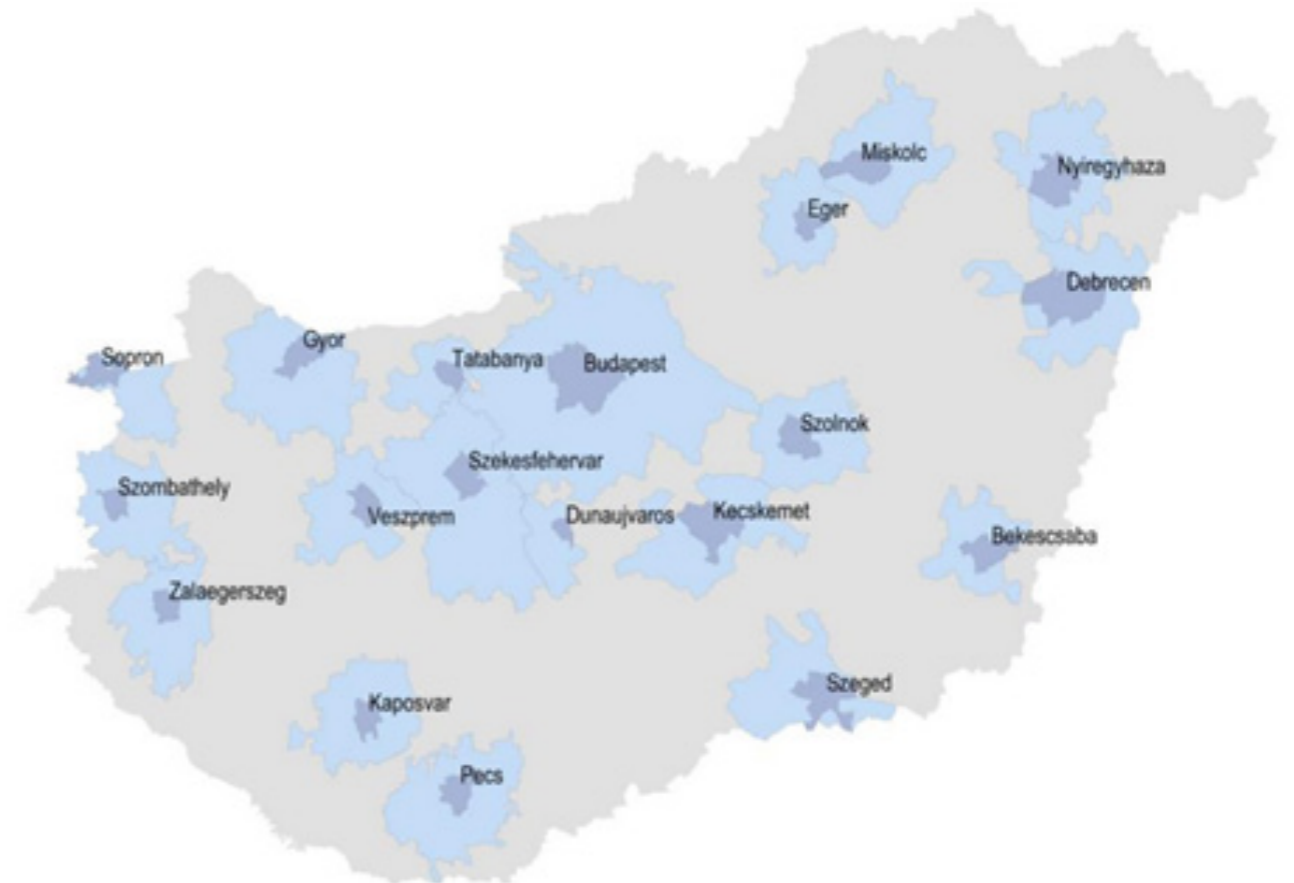 Miskolc
Nyiregyhaza
Eger
Debrecen
Gyor
Sopron
Tatabanya
Budapest
Szolnok
Szekesfehervar
Szombathely
Veszprem
Dunaujvaros
Kecskemet
Bekescsaba
Zalaegerszeg
Szeged
Kaposvar
Pecs